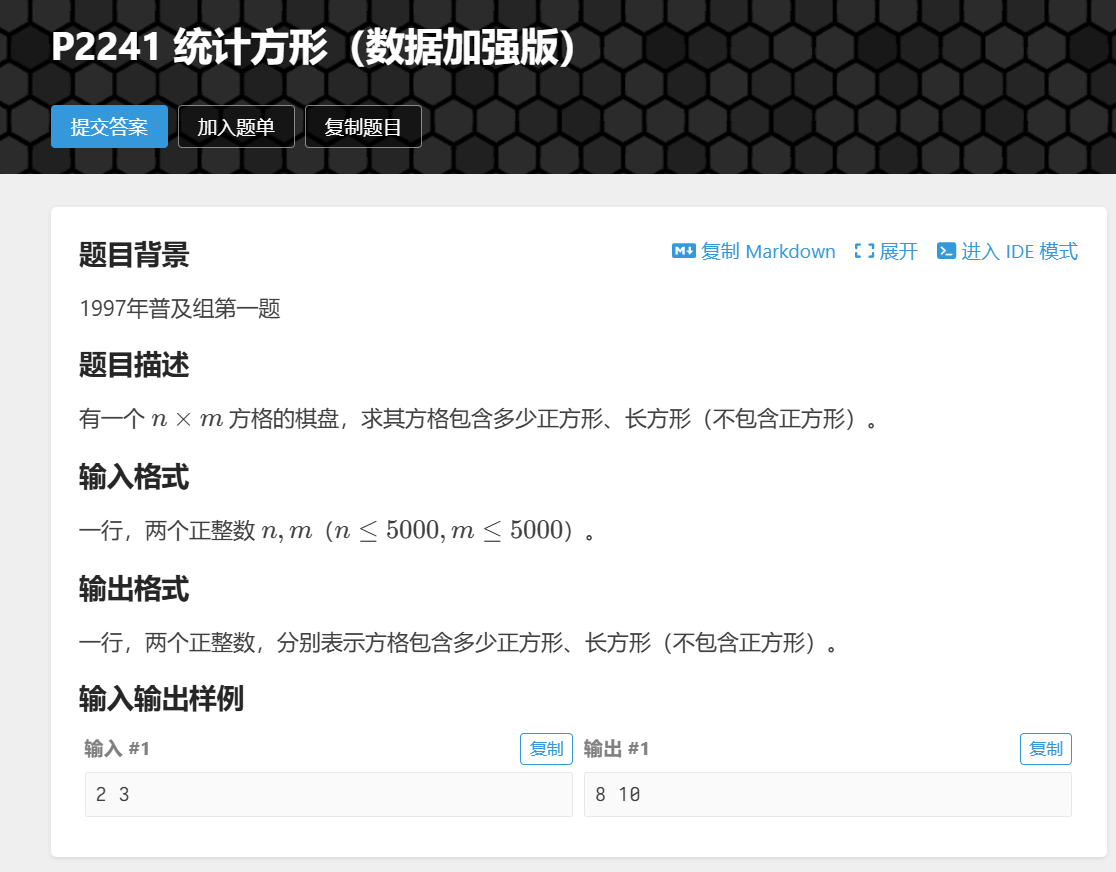 P2241 统计方形（数据加强版）
提交答案 加入题单 复制题目
题目背景 复制 Markdown 展开 进入 IDE 模式
1997年普及组第一题
题目描述
有一个 n × m 方格的棋盘，求其方格包含多少正方形、长方形（不包含正方形）。
输入格式
一行，两个正整数 n, m（n ≤ 5000, m ≤ 5000）。
输出格式
一行，两个正整数，分别表示方格包含多少正方形、长方形（不包含正方形）。
输入输出样例
输入 #1 复制 输出 #1 复制
2 3 8 10